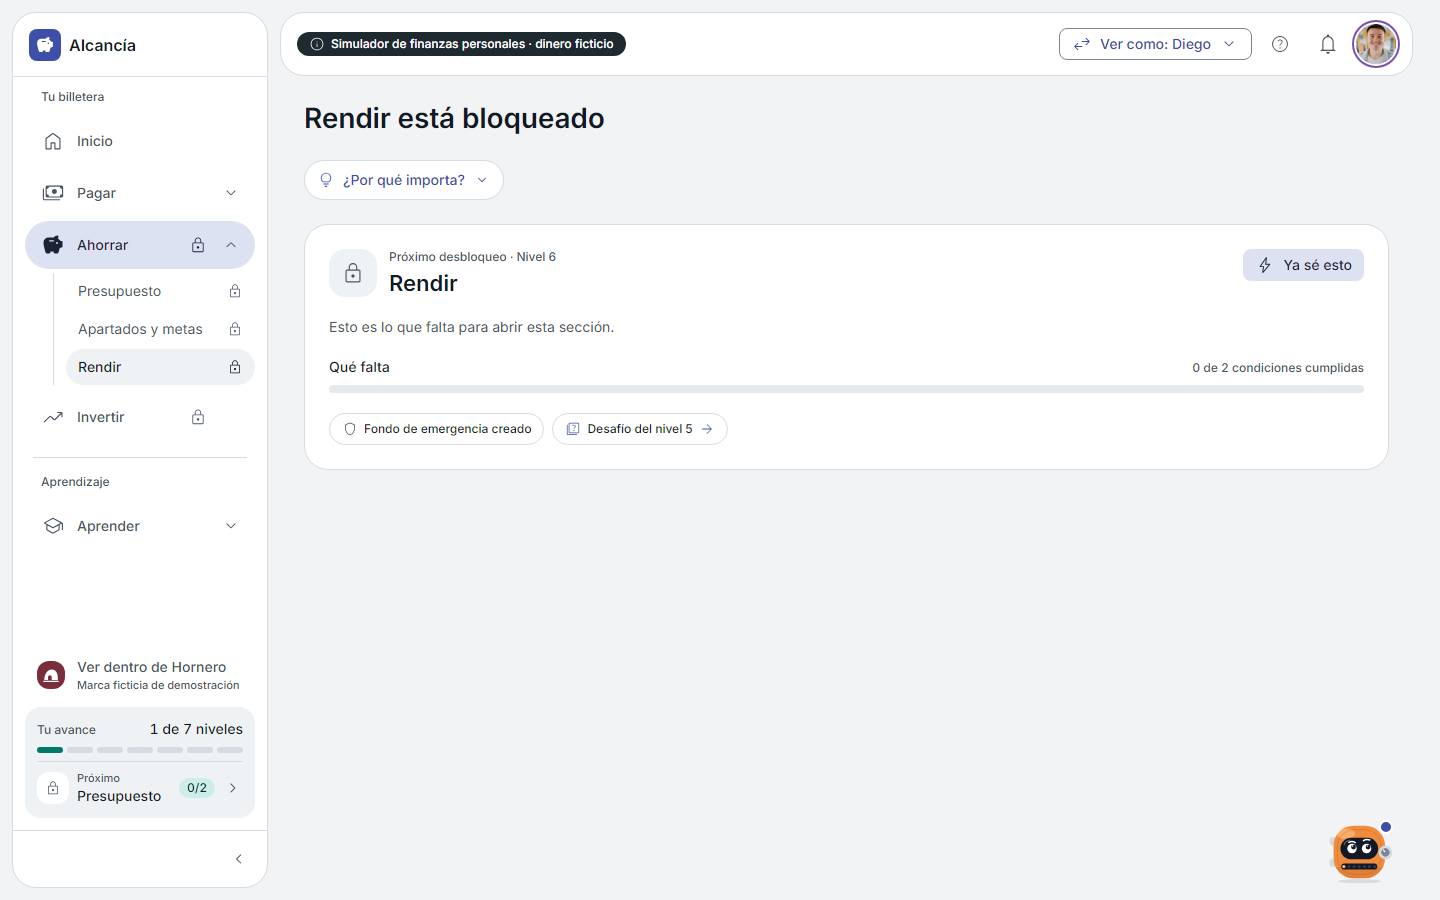 Alcancía
Simulador de finanzas personales · dinero ficticio
Ver como: Diego
Tu billetera
Inicio
Pagar
Ahorrar
Presupuesto
Apartados y metas
Rendir
Invertir
Aprendizaje
Aprender
Ver dentro de Hornero
Marca ficticia de demostración
Tu avance
1 de 7 niveles
Próximo
Presupuesto
0/2
Rendir está bloqueado
¿Por qué importa?
Próximo desbloqueo · Nivel 6
Rendir
Ya sé esto
Esto es lo que falta para abrir esta sección.
Qué falta
0 de 2 condiciones cumplidas
Fondo de emergencia creado
Desafío del nivel 5